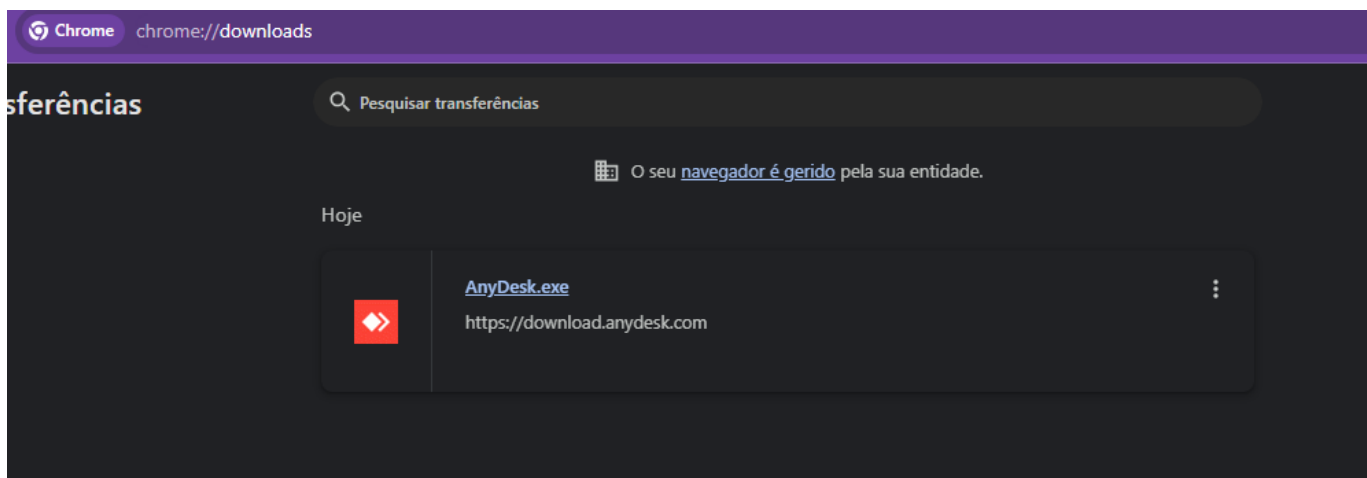 Chrome chrome://downloads
sferências
Pesquisar transferências
O seu navegador é gerido pela sua entidade.
Hoje
AnyDesk.exe
https://download.anydesk.com